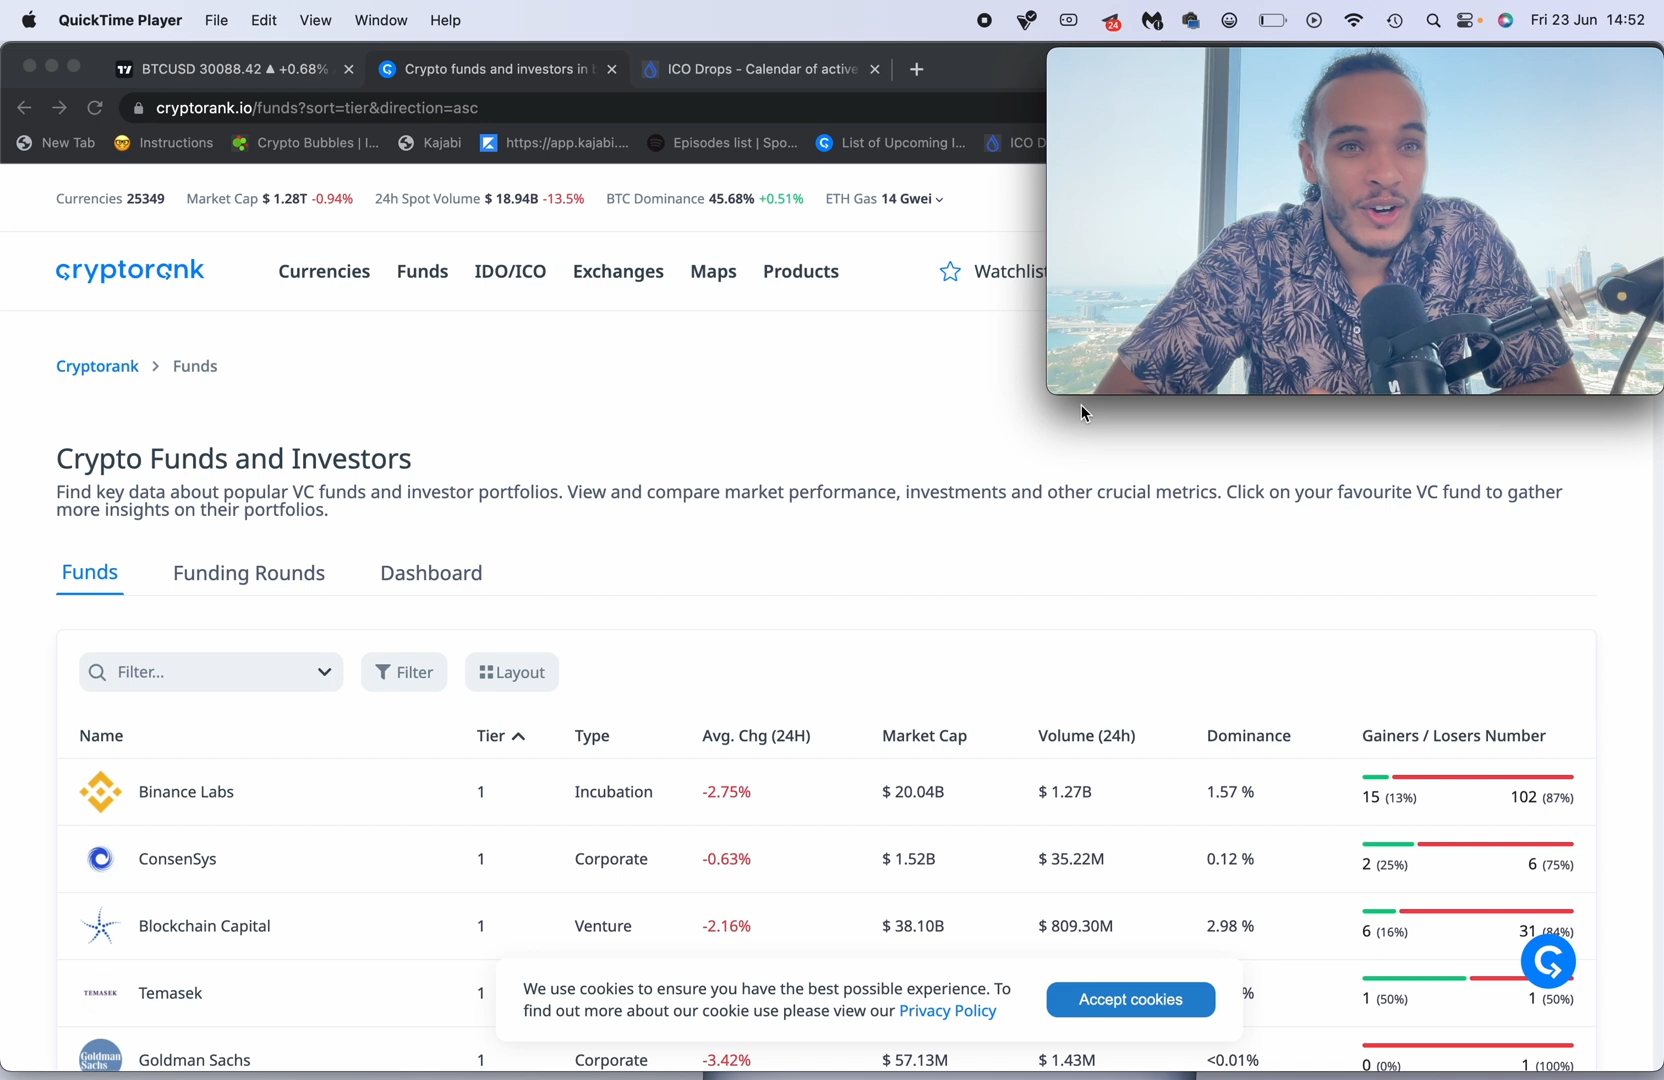 QuickTime Player File Edit View Window Help 24 Fri 23 Jun 14:52
BTCUSD 30088.42 ▲ +0.68% Crypto funds and investors in ICO Drops - Calendar of active
cryptorank.io/funds?sort=tier&direction=asc
New Tab Instructions Crypto Bubbles | I... Kajabi https://app.kajabi.... Episodes list | Spo... List of Upcoming I... ICO D
Currencies 25349 Market Cap $ 1.28T -0.94% 24h Spot Volume $ 18.94B -13.5% BTC Dominance 45.68% +0.51% ETH Gas 14 Gwei
cryptorank Currencies Funds IDO/ICO Exchanges Maps Products Watchlist
Cryptorank > Funds
Crypto Funds and Investors
Find key data about popular VC funds and investor portfolios. View and compare market performance, investments and other crucial metrics. Click on your favourite VC fund to gather
more insights on their portfolios.
Funds Funding Rounds Dashboard
Filter... Filter Layout
Name Tier Type Avg. Chg (24H) Market Cap Volume (24h) Dominance Gainers / Losers Number
Binance Labs 1 Incubation -2.75% $ 20.04B $ 1.27B 1.57 % 15 (13%) 102 (87%)
ConsenSys 1 Corporate -0.63% $ 1.52B $ 35.22M 0.12 % 2 (25%) 6 (75%)
Blockchain Capital 1 Venture -2.16% $ 38.10B $ 809.30M 2.98 % 6 (16%) 31 (84%)
TEMASEK Temasek 1 % 1 (50%) 1 (50%)
We use cookies to ensure you have the best possible experience. To
find out more about our cookie use please view our Privacy Policy
Accept cookies
Goldman Sachs Goldman Sachs 1 Corporate -3.42% $ 57.13M $ 1.43M <0.01% 0 (0%) 1 (100%)